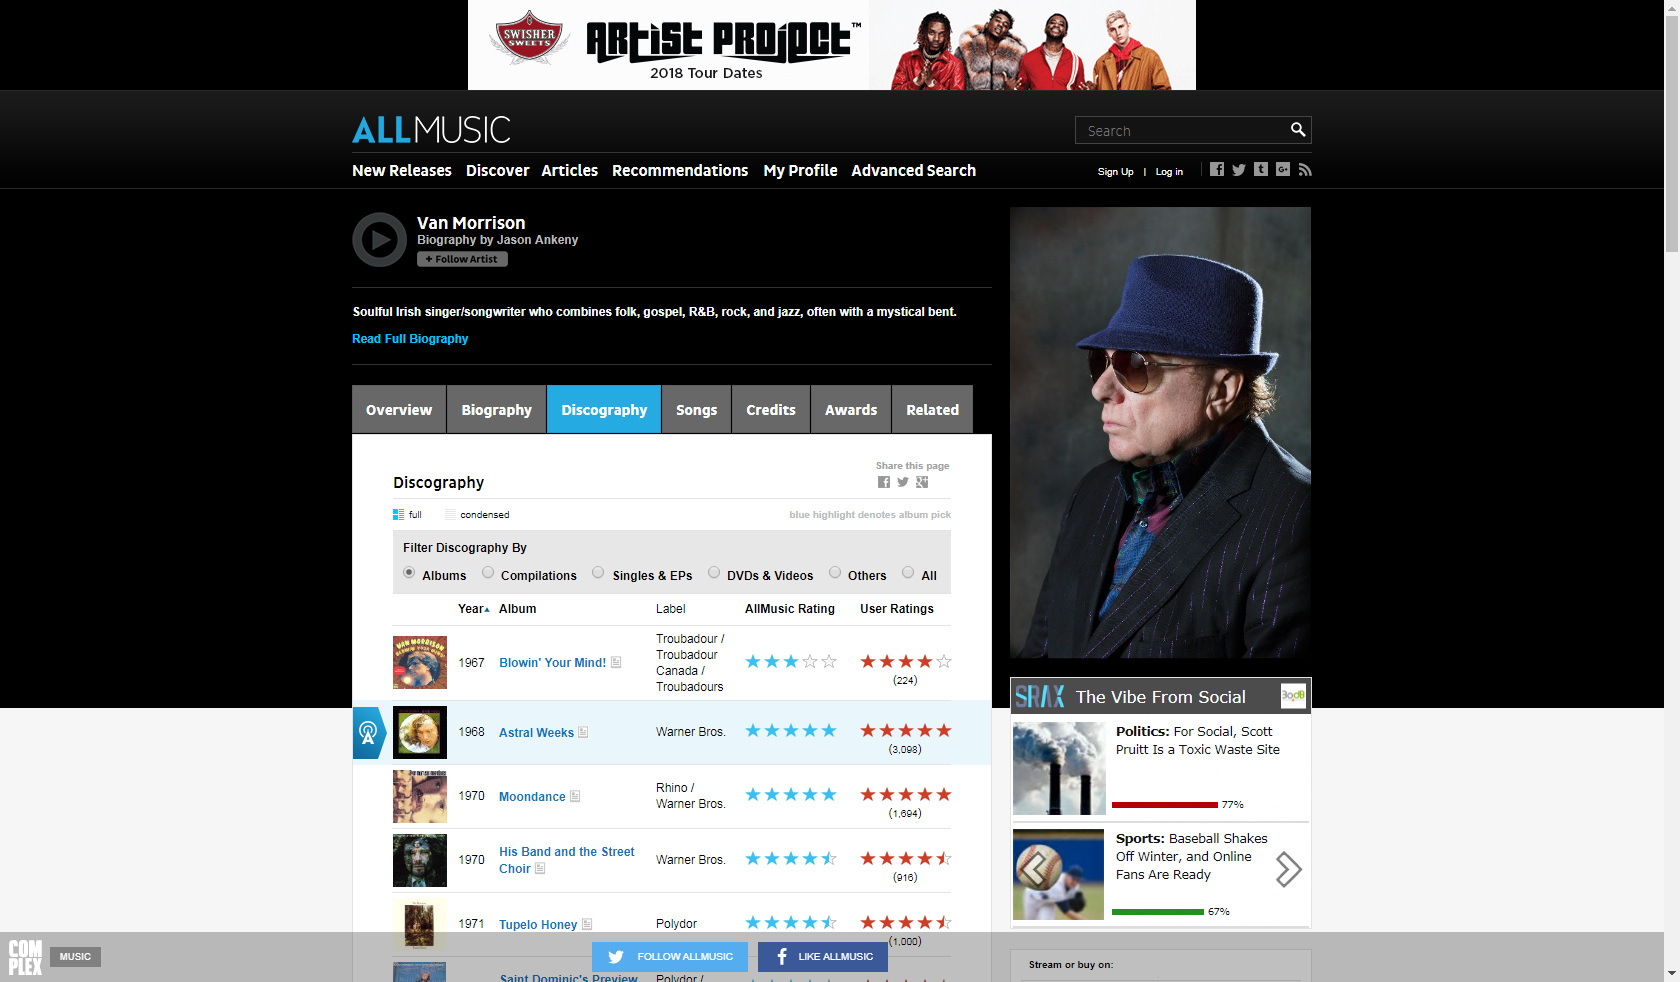 SWISHER
SWEETS
ARTIST PROJECT™
2018 Tour Dates
ALLMUSIC
Search
New Releases Discover Articles Recommendations My Profile Advanced Search
Sign Up | Log in
Van Morrison
Biography by Jason Ankeny
+ Follow Artist
Soulful Irish singer/songwriter who combines folk, gospel, R&B, rock, and jazz, often with a mystical bent.
Read Full Biography
Overview Biography Discography Songs Credits Awards Related
Share this page
Discography
full condensed blue highlight denotes album pick
Filter Discography By
Albums Compilations Singles & EPs DVDs & Videos Others All
Year Album Label AllMusic Rating User Ratings
VAN MORRISON
BLOWIN' YOUR MIND!
1967 Blowin' Your Mind! Troubadour /
Troubadour
Canada /
Troubadours
(224)
1968 Astral Weeks Warner Bros.
(3,098)
1970 Moondance Rhino /
Warner Bros.
(1,694)
1970 His Band and the Street
Choir Warner Bros.
(916)
1971 Tupelo Honey Polydor
(1,000)
Saint Dominic's Preview Polydor /
SRAX The Vibe From Social
Politics: For Social, Scott
Pruitt Is a Toxic Waste Site
77%
Sports: Baseball Shakes
Off Winter, and Online
Fans Are Ready
67%
Stream or buy on:
COM
PLEX
MUSIC
FOLLOW ALLMUSIC
LIKE ALLMUSIC